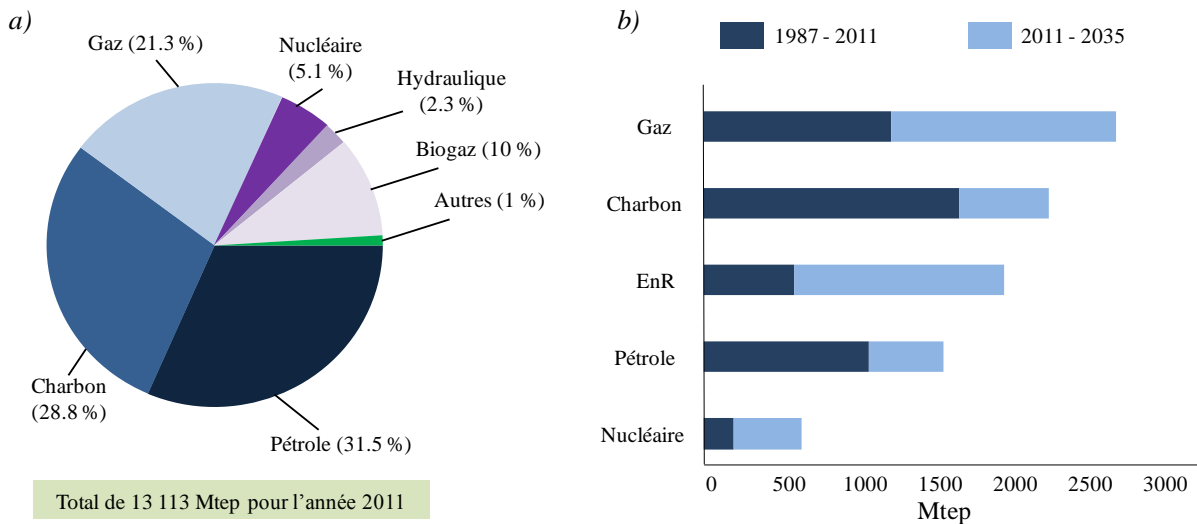 a)
Gaz (21.3 %)
Nucléaire
(5.1 %)
Hydraulique
(2.3 %)
Biogaz (10 %)
Autres (1 %)
Charbon
(28.8 %)
Pétrole (31.5 %)
Total de 13 113 Mtep pour l'année 2011
b)
1987 - 2011
2011 - 2035
Gaz
Charbon
EnR
Pétrole
Nucléaire
0 500 1000 1500 2000 2500 3000
Mtep